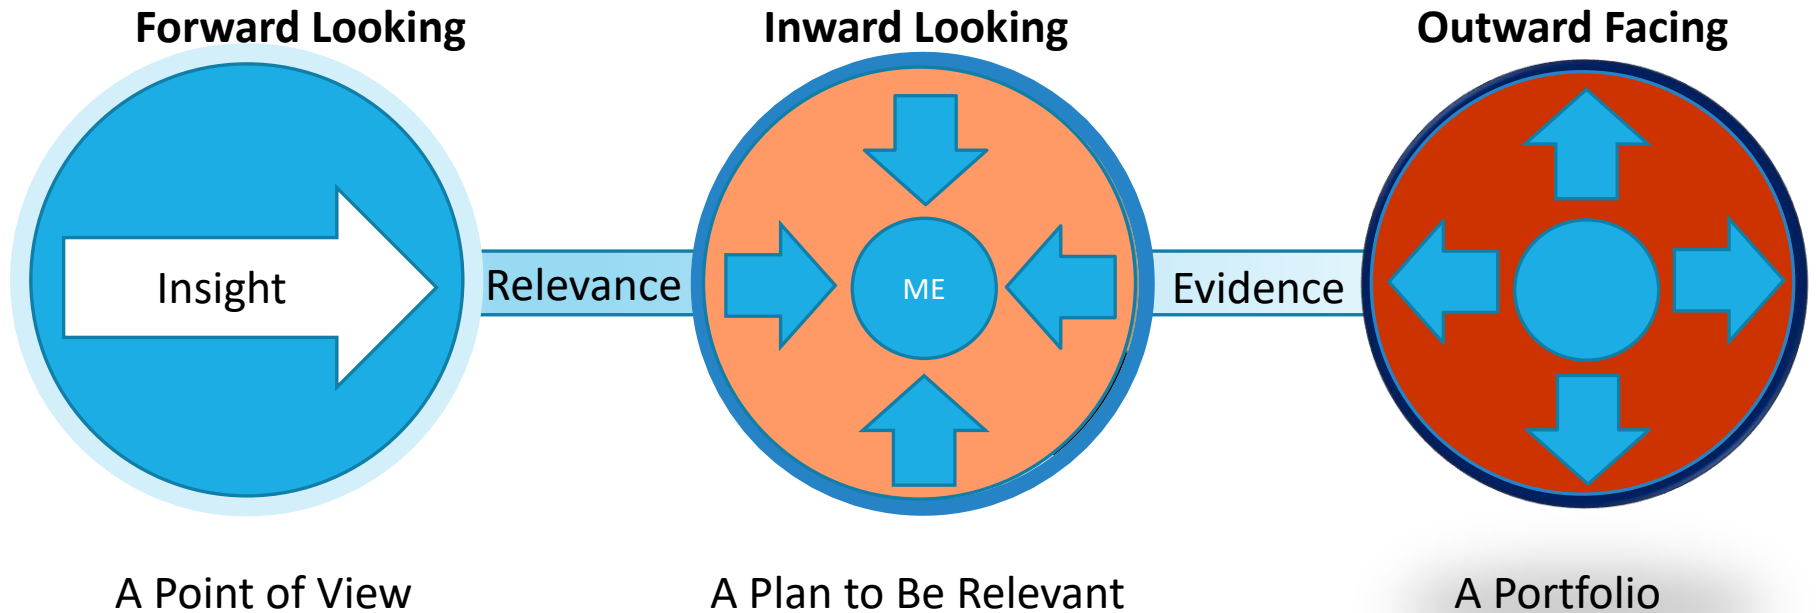 Forward Looking
Inward Looking
Outward Facing
Insight
Relevance
ME
Evidence
A Point of View
A Plan to Be Relevant
A Portfolio